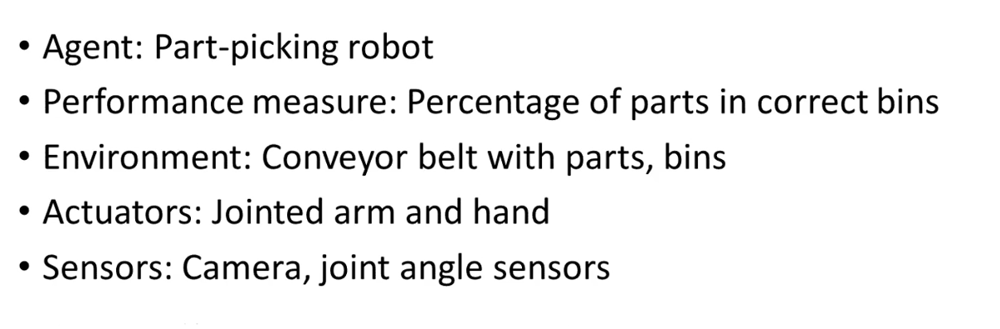 • Agent: Part-picking robot
• Performance measure: Percentage of parts in correct bins
• Environment: Conveyor belt with parts, bins
• Actuators: Jointed arm and hand
• Sensors: Camera, joint angle sensors